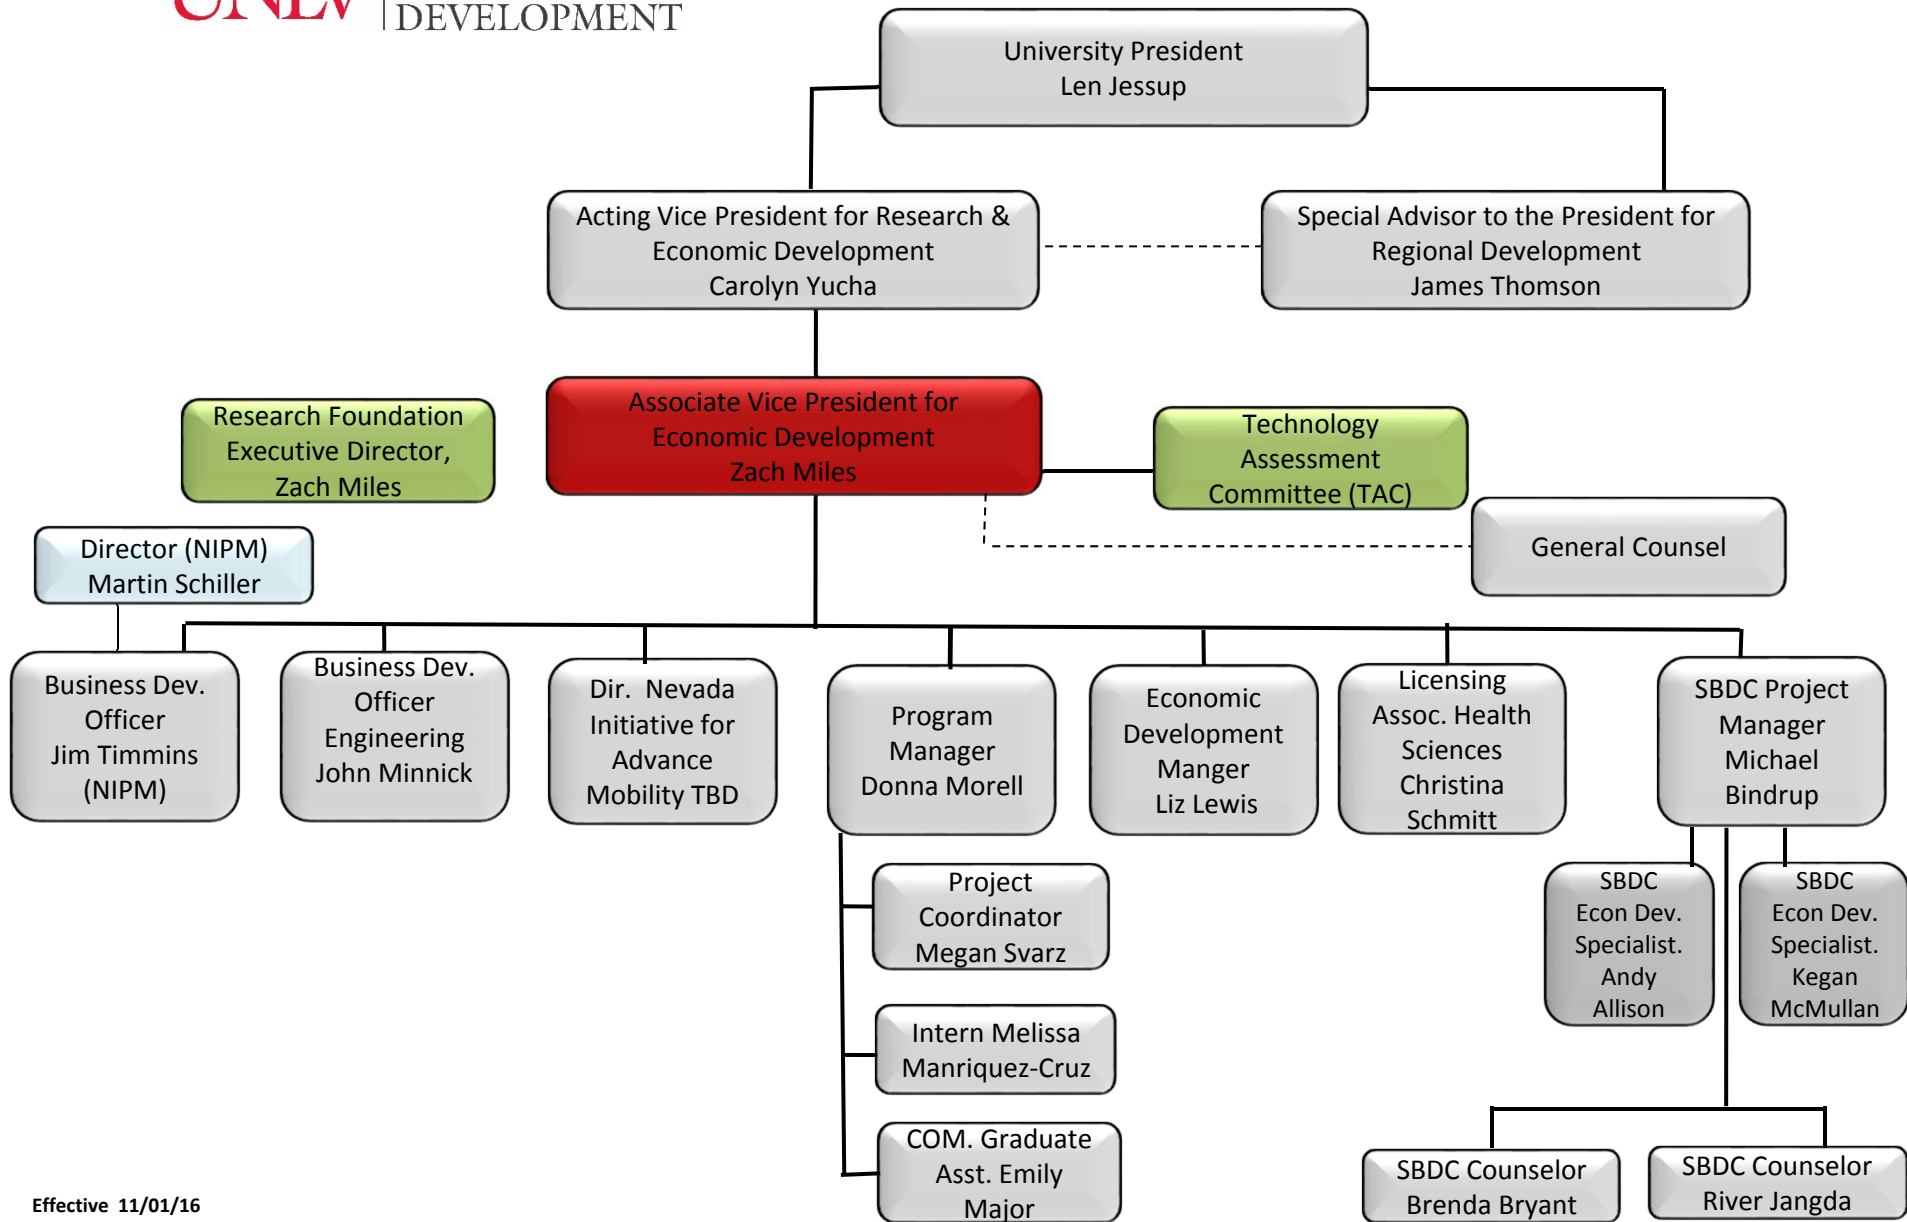 UNLV
DEVELOPMENT
University President
Len Jessup
Acting Vice President for Research &
Economic Development
Carolyn Yucha
Special Advisor to the President for
Regional Development
James Thomson
Research Foundation
Executive Director,
Zach Miles
Associate Vice President for
Economic Development
Zach Miles
Technology
Assessment
Committee (TAC)
General Counsel
Director (NIPM)
Martin Schiller
Business Dev.
Officer
Jim Timmins
(NIPM)
Business Dev.
Officer
Engineering
John Minnick
Dir.  Nevada
Initiative for
Advance
Mobility TBD
Program
Manager
Donna Morell
Economic
Development
Manger
Liz Lewis
Licensing
Assoc. Health
Sciences
Christina
Schmitt
SBDC Project
Manager
Michael
Bindrup
Project
Coordinator
Megan Svarz
Intern Melissa
Manriquez-Cruz
COM. Graduate
Asst. Emily
Major
SBDC
Econ Dev.
Specialist.
Andy
Allison
SBDC
Econ Dev.
Specialist.
Kegan
McMullan
SBDC Counselor
Brenda Bryant
SBDC Counselor
River Jangda
Effective  11/01/16